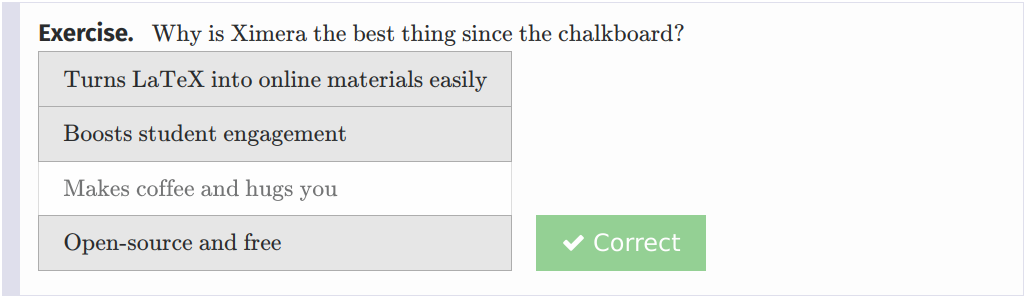 Exercise. Why is Ximera the best thing since the chalkboard?
Turns LaTeX into online materials easily
Boosts student engagement
Makes coffee and hugs you
Open-source and free
✔ Correct